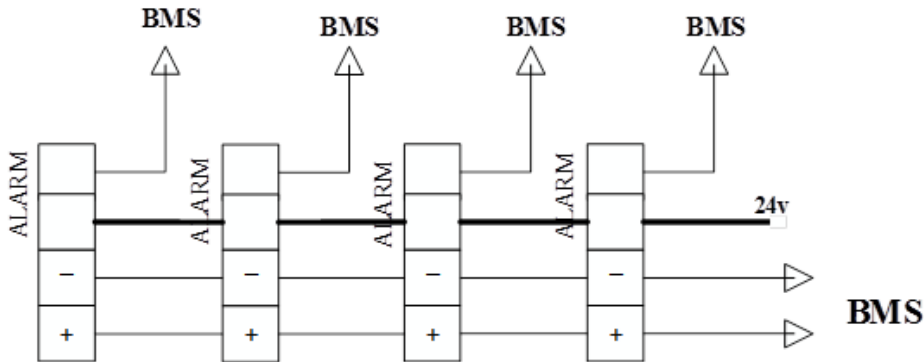 BMS BMS BMS BMS
ALARM ALARM ALARM ALARM
24v
− − − −
BMS
+ + + +